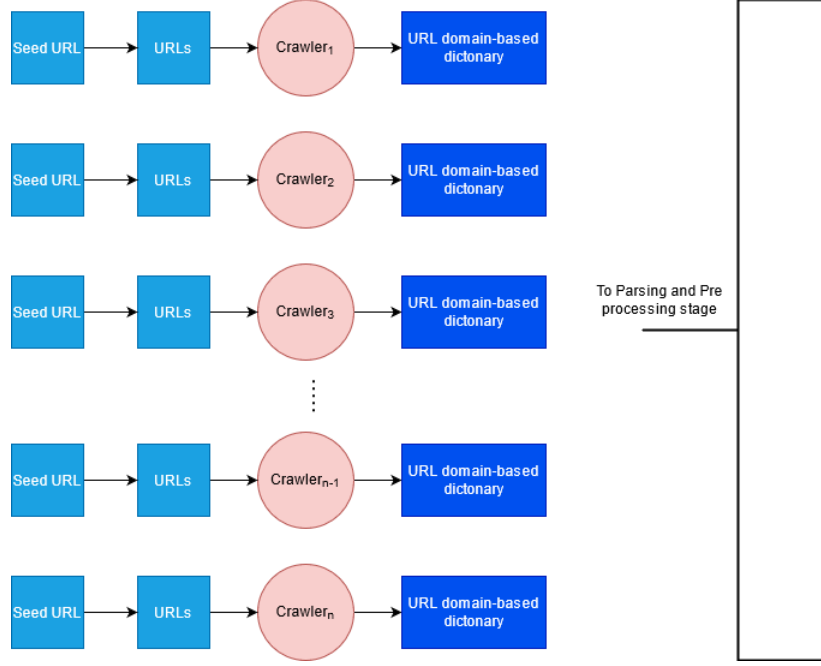 Seed URL
URLs
Crawler1
URL domain-based
dictonary
Seed URL
URLs
Crawler2
URL domain-based
dictonary
Seed URL
URLs
Crawler3
URL domain-based
dictonary
To Parsing and Pre
processing stage
Seed URL
URLs
Crawlern-1
URL domain-based
dictonary
Seed URL
URLs
Crawlern
URL domain-based
dictonary